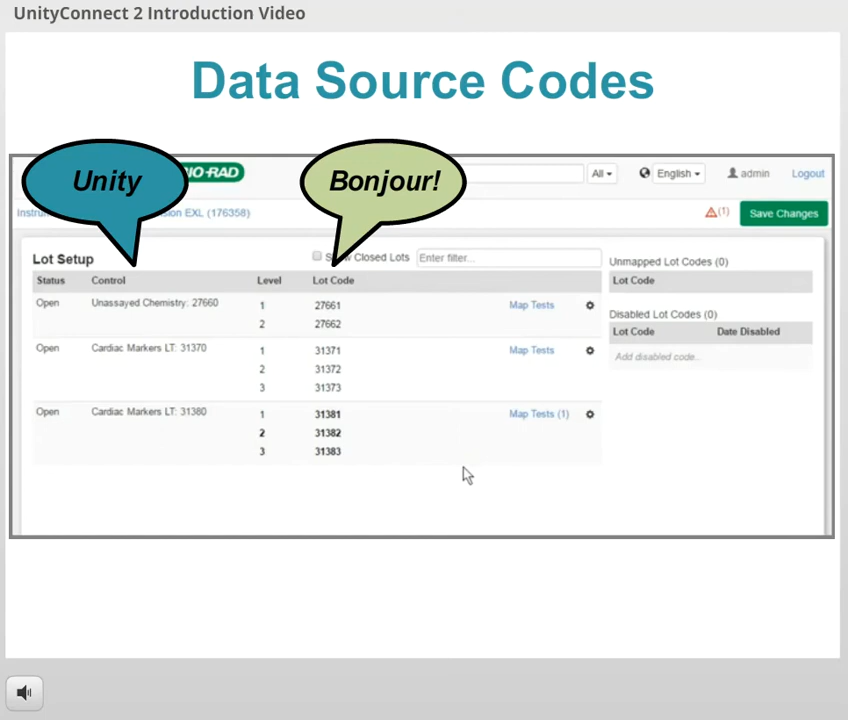 UnityConnect 2 Introduction Video
Data Source Codes
Unity
Bonjour!
IO-RAD
All
English
admin
Logout
(176358)
(1)
Save Changes
Lot Setup
Closed Lots
Enter filter...
Unmapped Lot Codes (0)
Status Control Level Lot Code
Lot Code
Open Unassayed Chemistry: 27660 1 27661 Map Tests
2 27662
Disabled Lot Codes (0)
Lot Code Date Disabled
Add disabled code...
Open Cardiac Markers LT: 31370 1 31371 Map Tests
2 31372
3 31373
Open Cardiac Markers LT: 31380 1 31381 Map Tests (1)
2 31382
3 31383